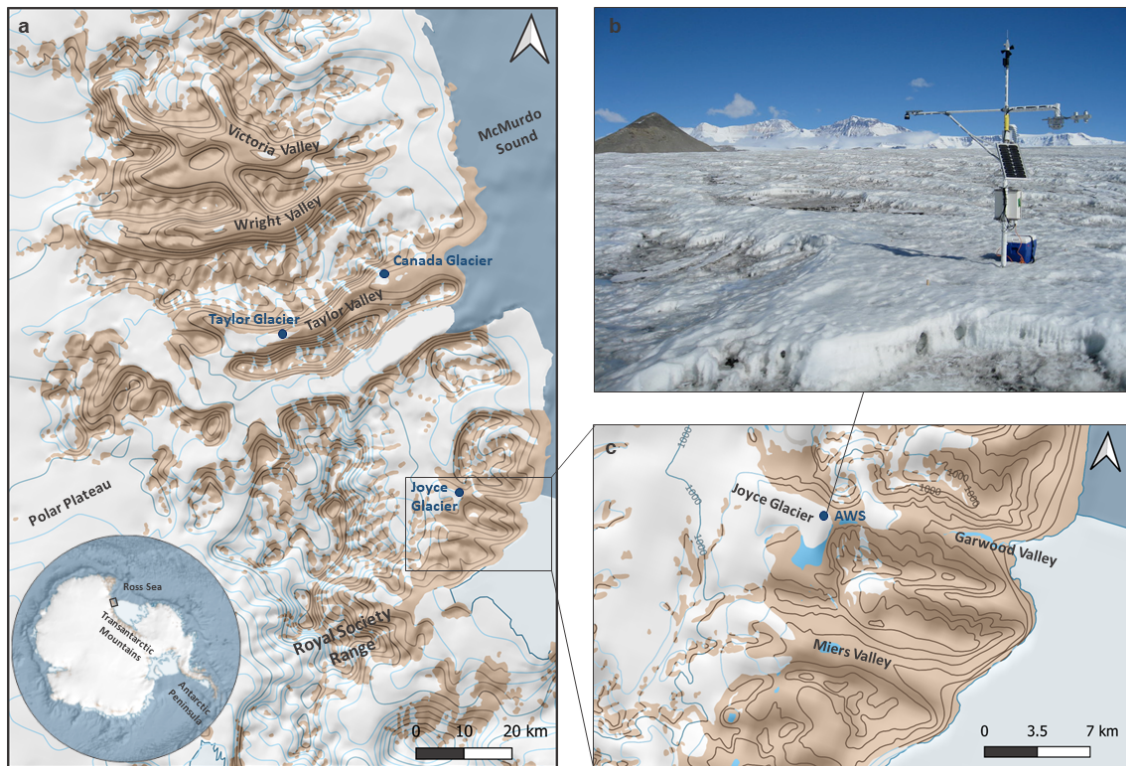 a
McMurdo
Sound
Victoria Valley
Wright Valley
Canada Glacier
Taylor Glacier
Taylor Valley
Joyce
Glacier
Polar Plateau
Royal Society
Range
Ross Sea
Transantarctic
Mountains
Antarctic
Peninsula
0 10 20 km
b
c
1000
1000
1000
1000
1000
Joyce Glacier
AWS
Garwood Valley
Miers Valley
0 3.5 7 km